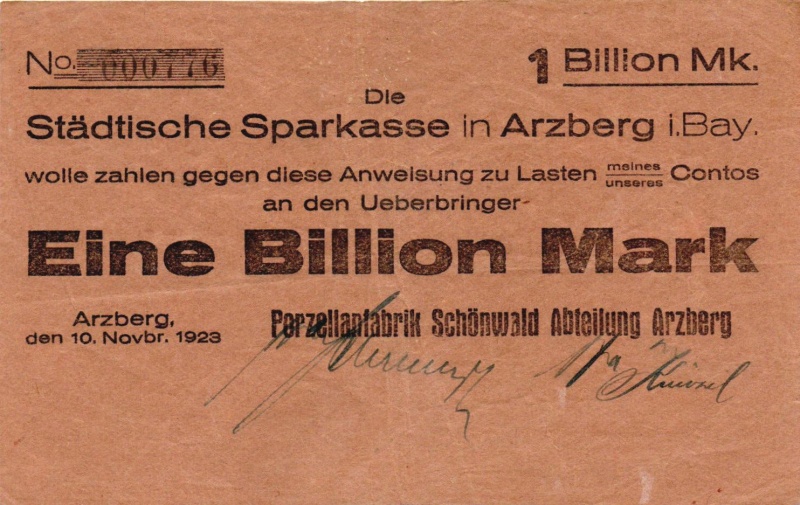 No. 000776
1 Billion Mk.
Die
Städtische Sparkasse in Arzberg i.Bay.
wolle zahlen gegen diese Anweisung zu Lasten meines unseres Contos
an den Ueberbringer
Eine Billion Mark
Arzberg,
den 10. Novbr. 1923
Porzellanfabrik Schönwald Abteilung Arzberg